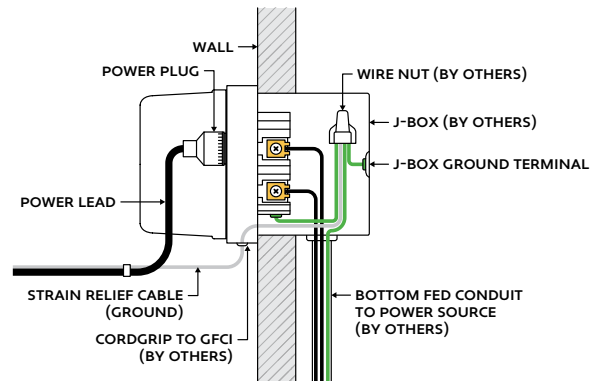 WALL
POWER PLUG
WIRE NUT (BY OTHERS)
J-BOX (BY OTHERS)
J-BOX GROUND TERMINAL
POWER LEAD
STRAIN RELIEF CABLE
(GROUND)
CORDGRIP TO GFCI
(BY OTHERS)
BOTTOM FED CONDUIT
TO POWER SOURCE
(BY OTHERS)